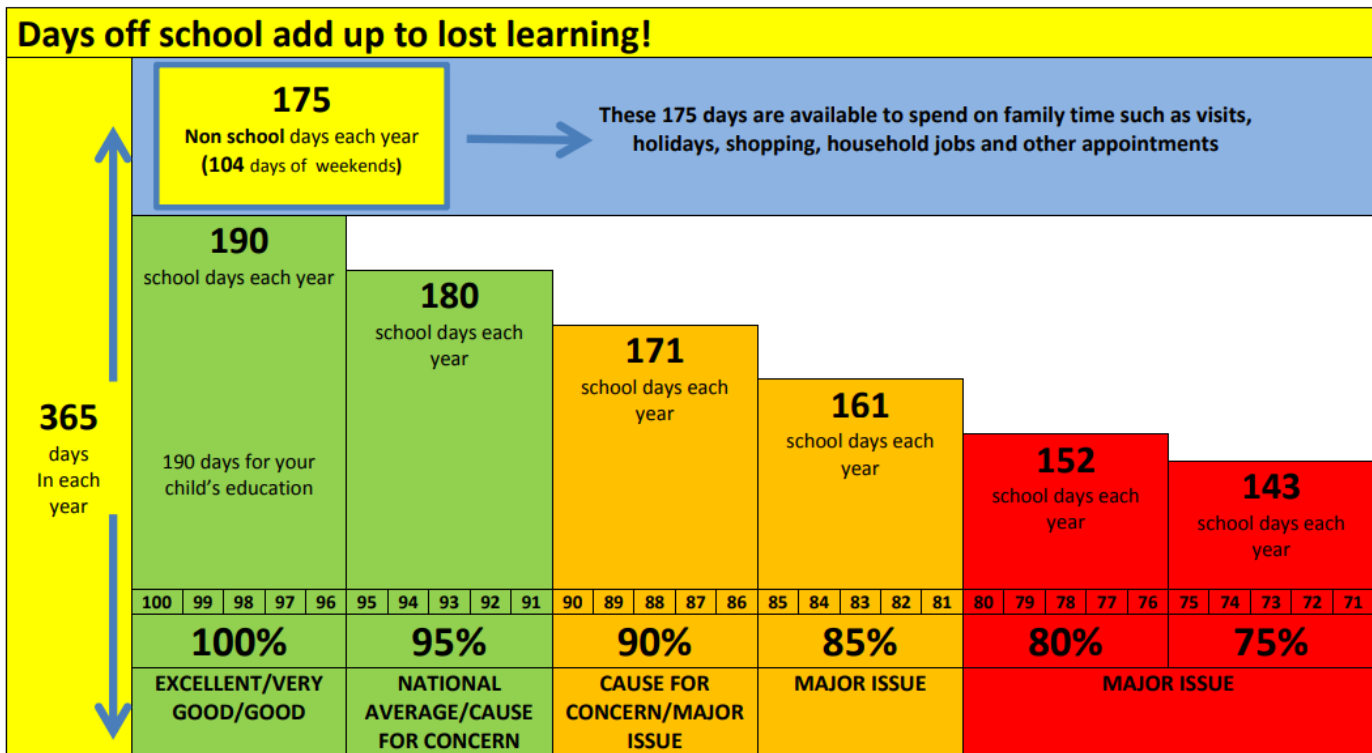 Days off school add up to lost learning!
175
Non school days each year
(104 days of weekends)
These 175 days are available to spend on family time such as visits,
holidays, shopping, household jobs and other appointments
365
days
In each
year
190
school days each year
190 days for your
child’s education
180
school days each
year
171
school days each
year
161
school days each
year
152
school days each
year
143
school days each
year
100 99 98 97 96 95 94 93 92 91 90 89 88 87 86 85 84 83 82 81 80 79 78 77 76 75 74 73 72 71
100% 95% 90% 85% 80% 75%
EXCELLENT/VERY
GOOD/GOOD
NATIONAL
AVERAGE/CAUSE
FOR CONCERN
CAUSE FOR
CONCERN/MAJOR
ISSUE
MAJOR ISSUE
MAJOR ISSUE